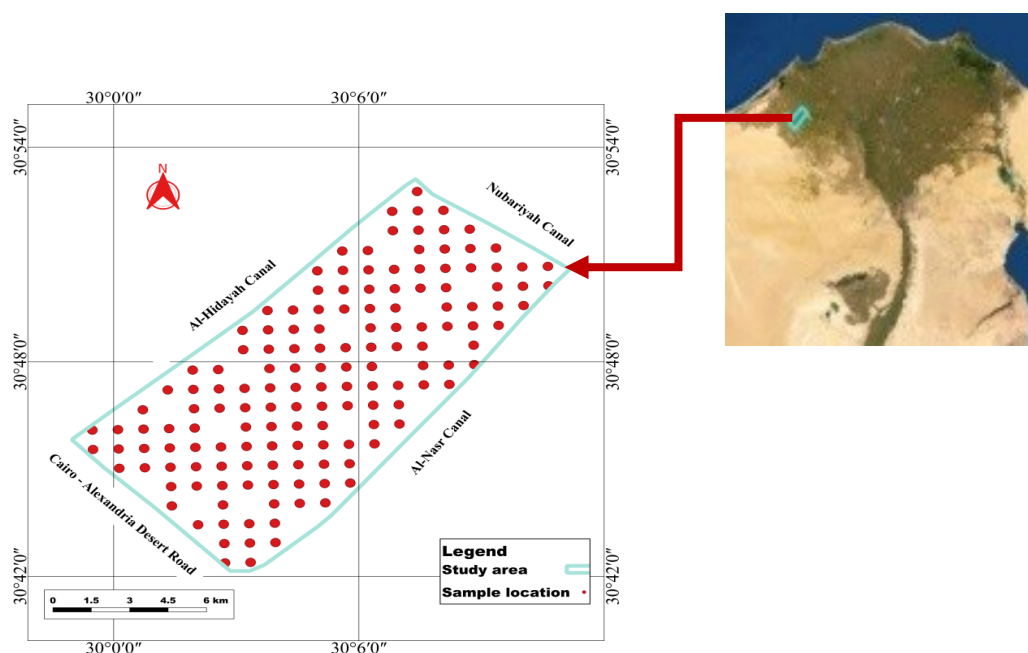 30°0′0″ 30°6′0″
30°54′0″ 30°54′0″
N
Nubariyah Canal
Al-Hidayah Canal
30°48′0″ 30°48′0″
Al-Nasr Canal
Cairo - Alexandria Desert Road
Legend
Study area
Sample location
30°42′0″ 30°42′0″
0 1.5 3 4.5 6 km
30°0′0″ 30°6′0″